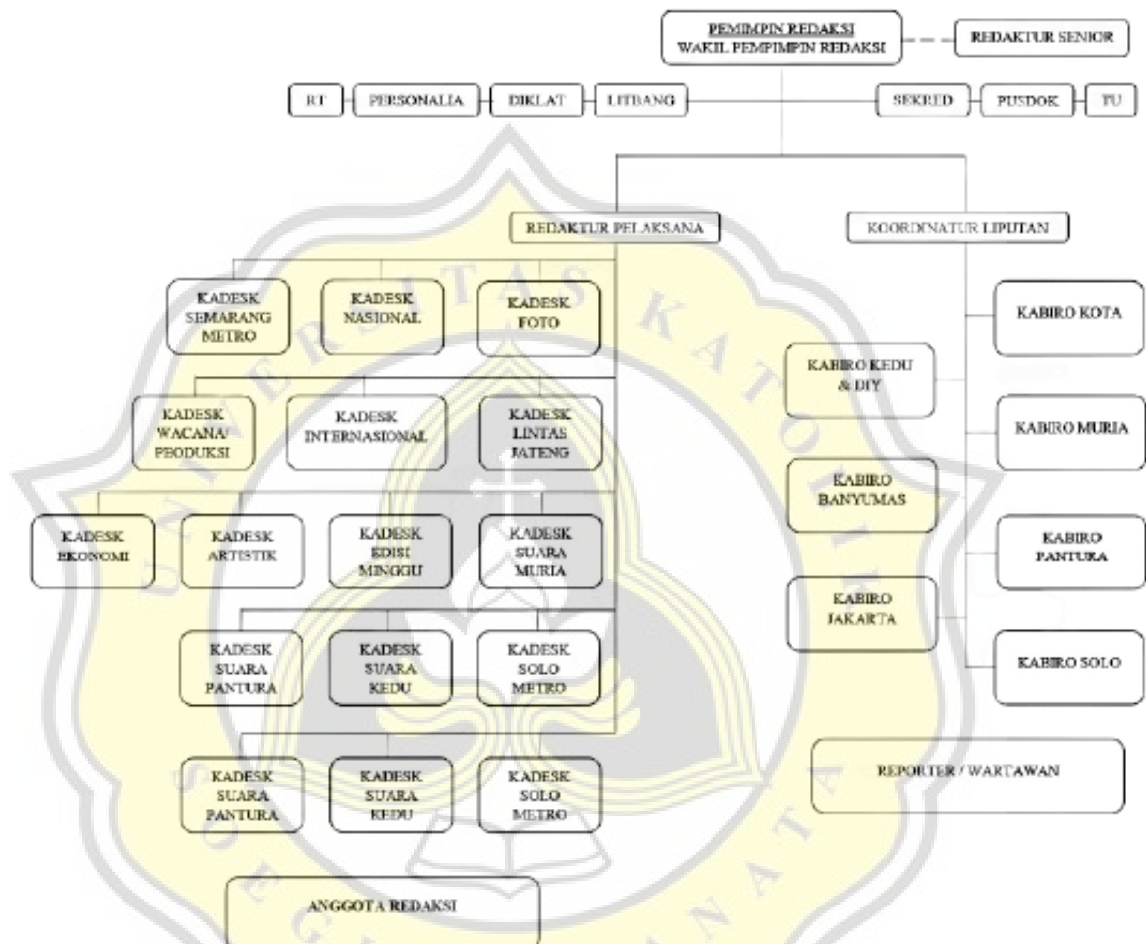 PEMIMPIN REDAKSI
WAKIL PEMPIMPIN REDAKSI
REDAKTUR SENIOR
RT
PERSONALIA
DIKLAT
LITBANG
SEKRED
PUSDOK
TU
REDAKTUR PELAKSANA
KOORDINATUR LIPUTAN
KADESK
SEMARANG
METRO
KADESK
NASIONAL
KADESK
FOTO
KABIRO KOTA
KABIRO KEDU
& DIY
KADESK
WACANA/
PEODUKSI
KADESK
INTERNASIONAL
KADESK
LINTAS
JATENG
KABIRO MURIA
KABIRO
BANYUMAS
KADESK
EKONOMI
KADESK
ARTISTIK
KADESK
EDISI
MINGGU
KADESK
SUARA
MURIA
KABIRO
PANTURA
KABIRO
JAKARTA
KADESK
SUARA
PANTURA
KADESK
SUARA
KEDU
KADESK
SOLO
METRO
KABIRO SOLO
KADESK
SUARA
PANTURA
KADESK
SUARA
KEDU
KADESK
SOLO
METRO
REPORTER / WARTAWAN
ANGGOTA REDAKSI
UNIVERSITAS KATOLIK